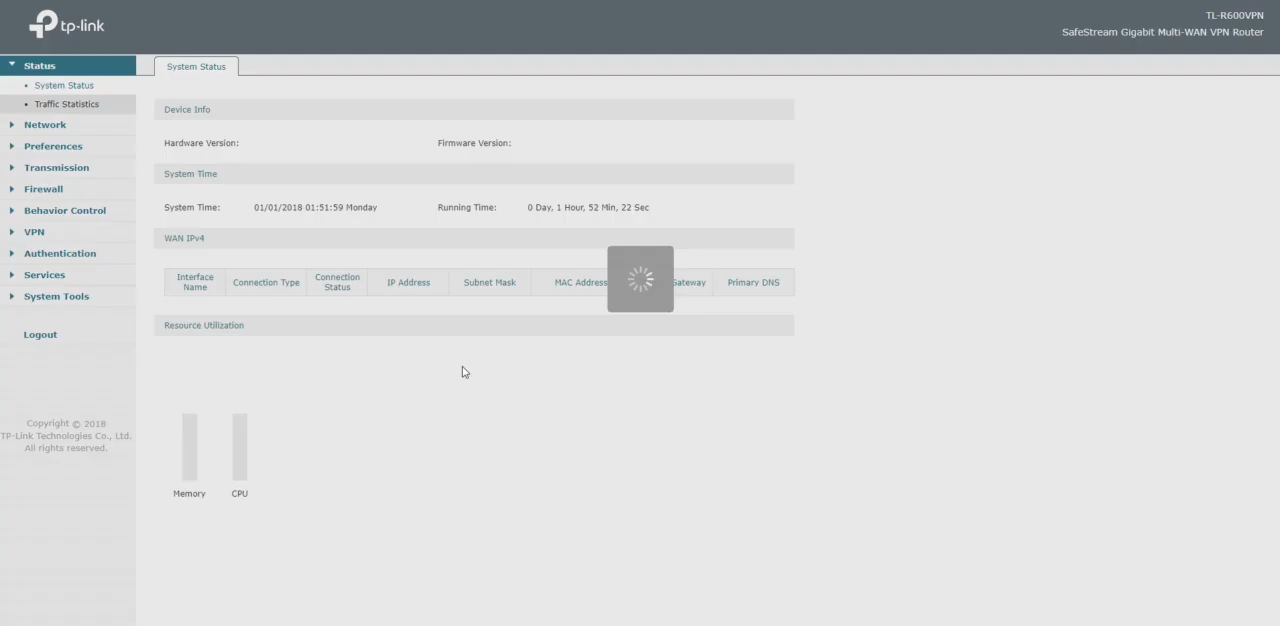 tp-link
TL-R600VPN
SafeStream Gigabit Multi-WAN VPN Router
Status
System Status
Traffic Statistics
Network
Preferences
Transmission
Firewall
Behavior Control
VPN
Authentication
Services
System Tools
Logout
Copyright © 2018
TP-Link Technologies Co., Ltd.
All rights reserved.
System Status
Device Info
Hardware Version: Firmware Version:
System Time
System Time: 01/01/2018 01:51:59 Monday Running Time: 0 Day, 1 Hour, 52 Min, 22 Sec
WAN IPv4
Interface Name Connection Type Connection Status IP Address Subnet Mask MAC Address Gateway Primary DNS
Resource Utilization
Memory CPU